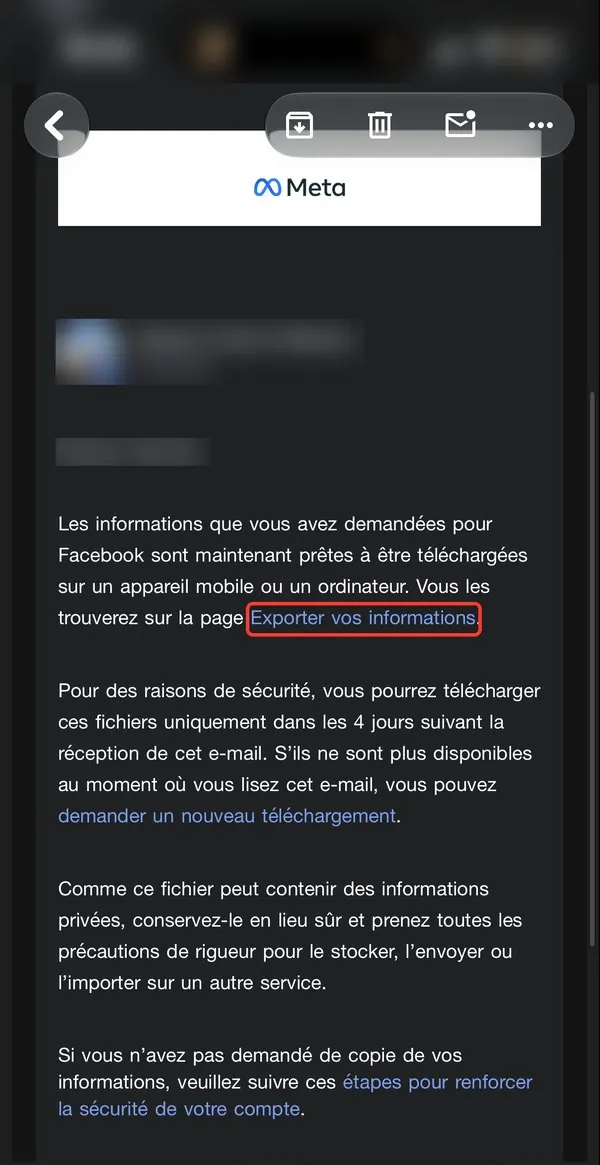 Meta
Les informations que vous avez demandées pour
Facebook sont maintenant prêtes à être téléchargées
sur un appareil mobile ou un ordinateur. Vous les
trouverez sur la page Exporter vos informations.
Pour des raisons de sécurité, vous pourrez télécharger
ces fichiers uniquement dans les 4 jours suivant la
réception de cet e-mail. S’ils ne sont plus disponibles
au moment où vous lisez cet e-mail, vous pouvez
demander un nouveau téléchargement.
Comme ce fichier peut contenir des informations
privées, conservez-le en lieu sûr et prenez toutes les
précautions de rigueur pour le stocker, l’envoyer ou
l’importer sur un autre service.
Si vous n’avez pas demandé de copie de vos
informations, veuillez suivre ces étapes pour renforcer
la sécurité de votre compte.